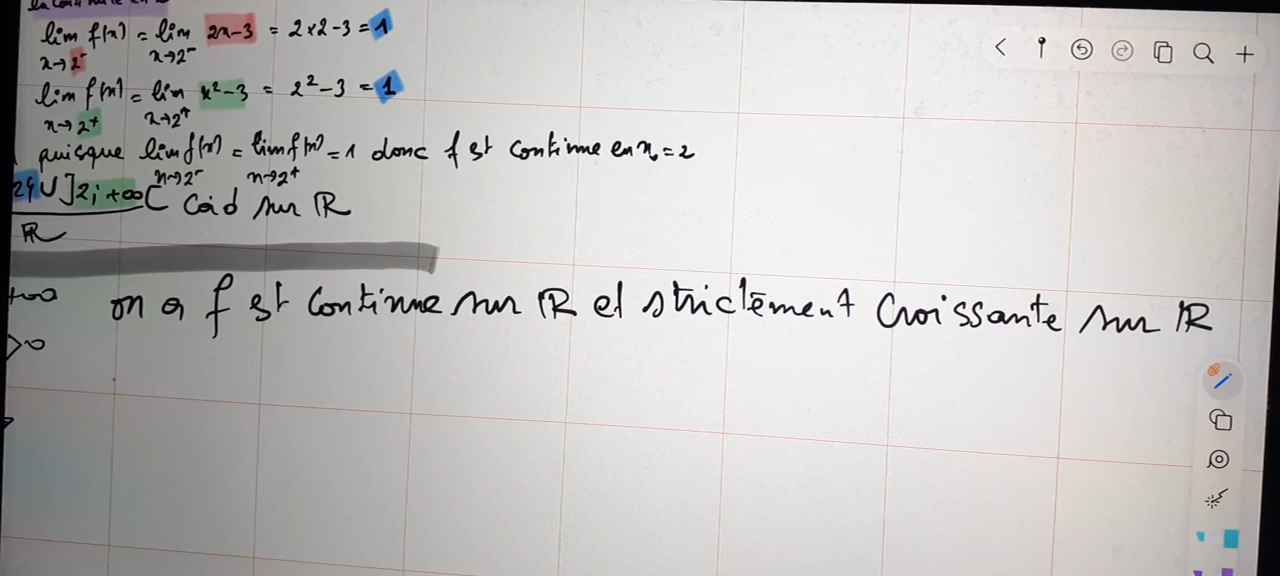 lim f(x) = lim 2x-3 = 2×2-3 = 1
x→2⁻ x→2⁻
lim f(x) = lim x²-3 = 2²-3 = 1
x→2⁺ x→2⁺
puisque lim f(x) = lim f(x) = 1 donc f est continue en x = 2
x→2⁻ x→2⁺
2} ∪ ]2; +∞[ Càd sur ℝ
ℝ
+∞ on a f est continue sur ℝ et strictement Croissante sur ℝ
>0